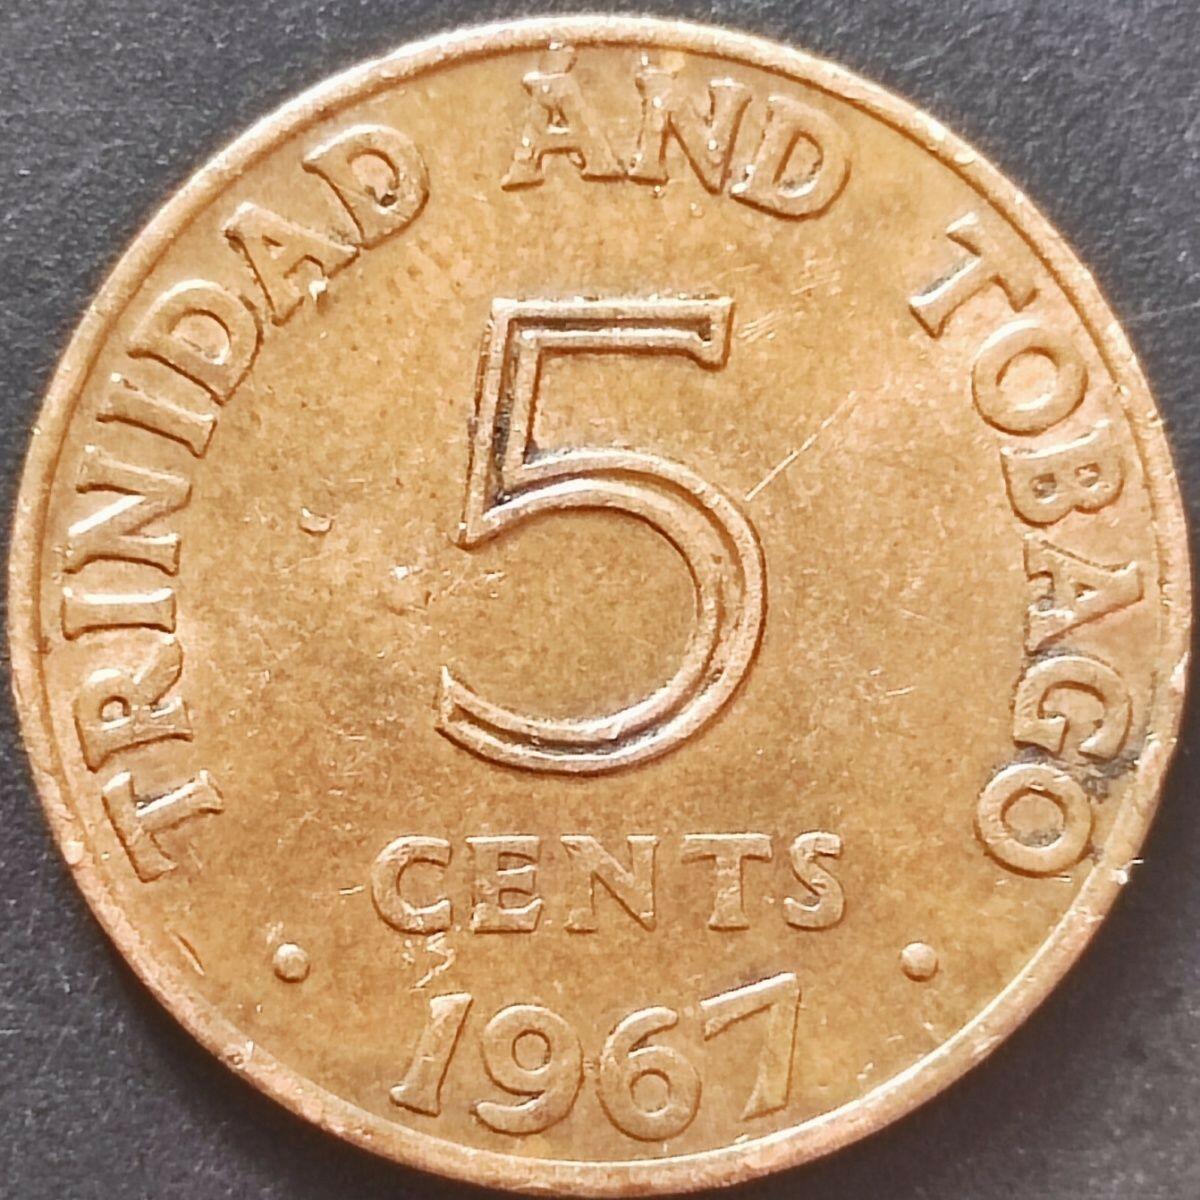 TRINIDAD AND TOBAGO
5
CENTS
· 1967 ·